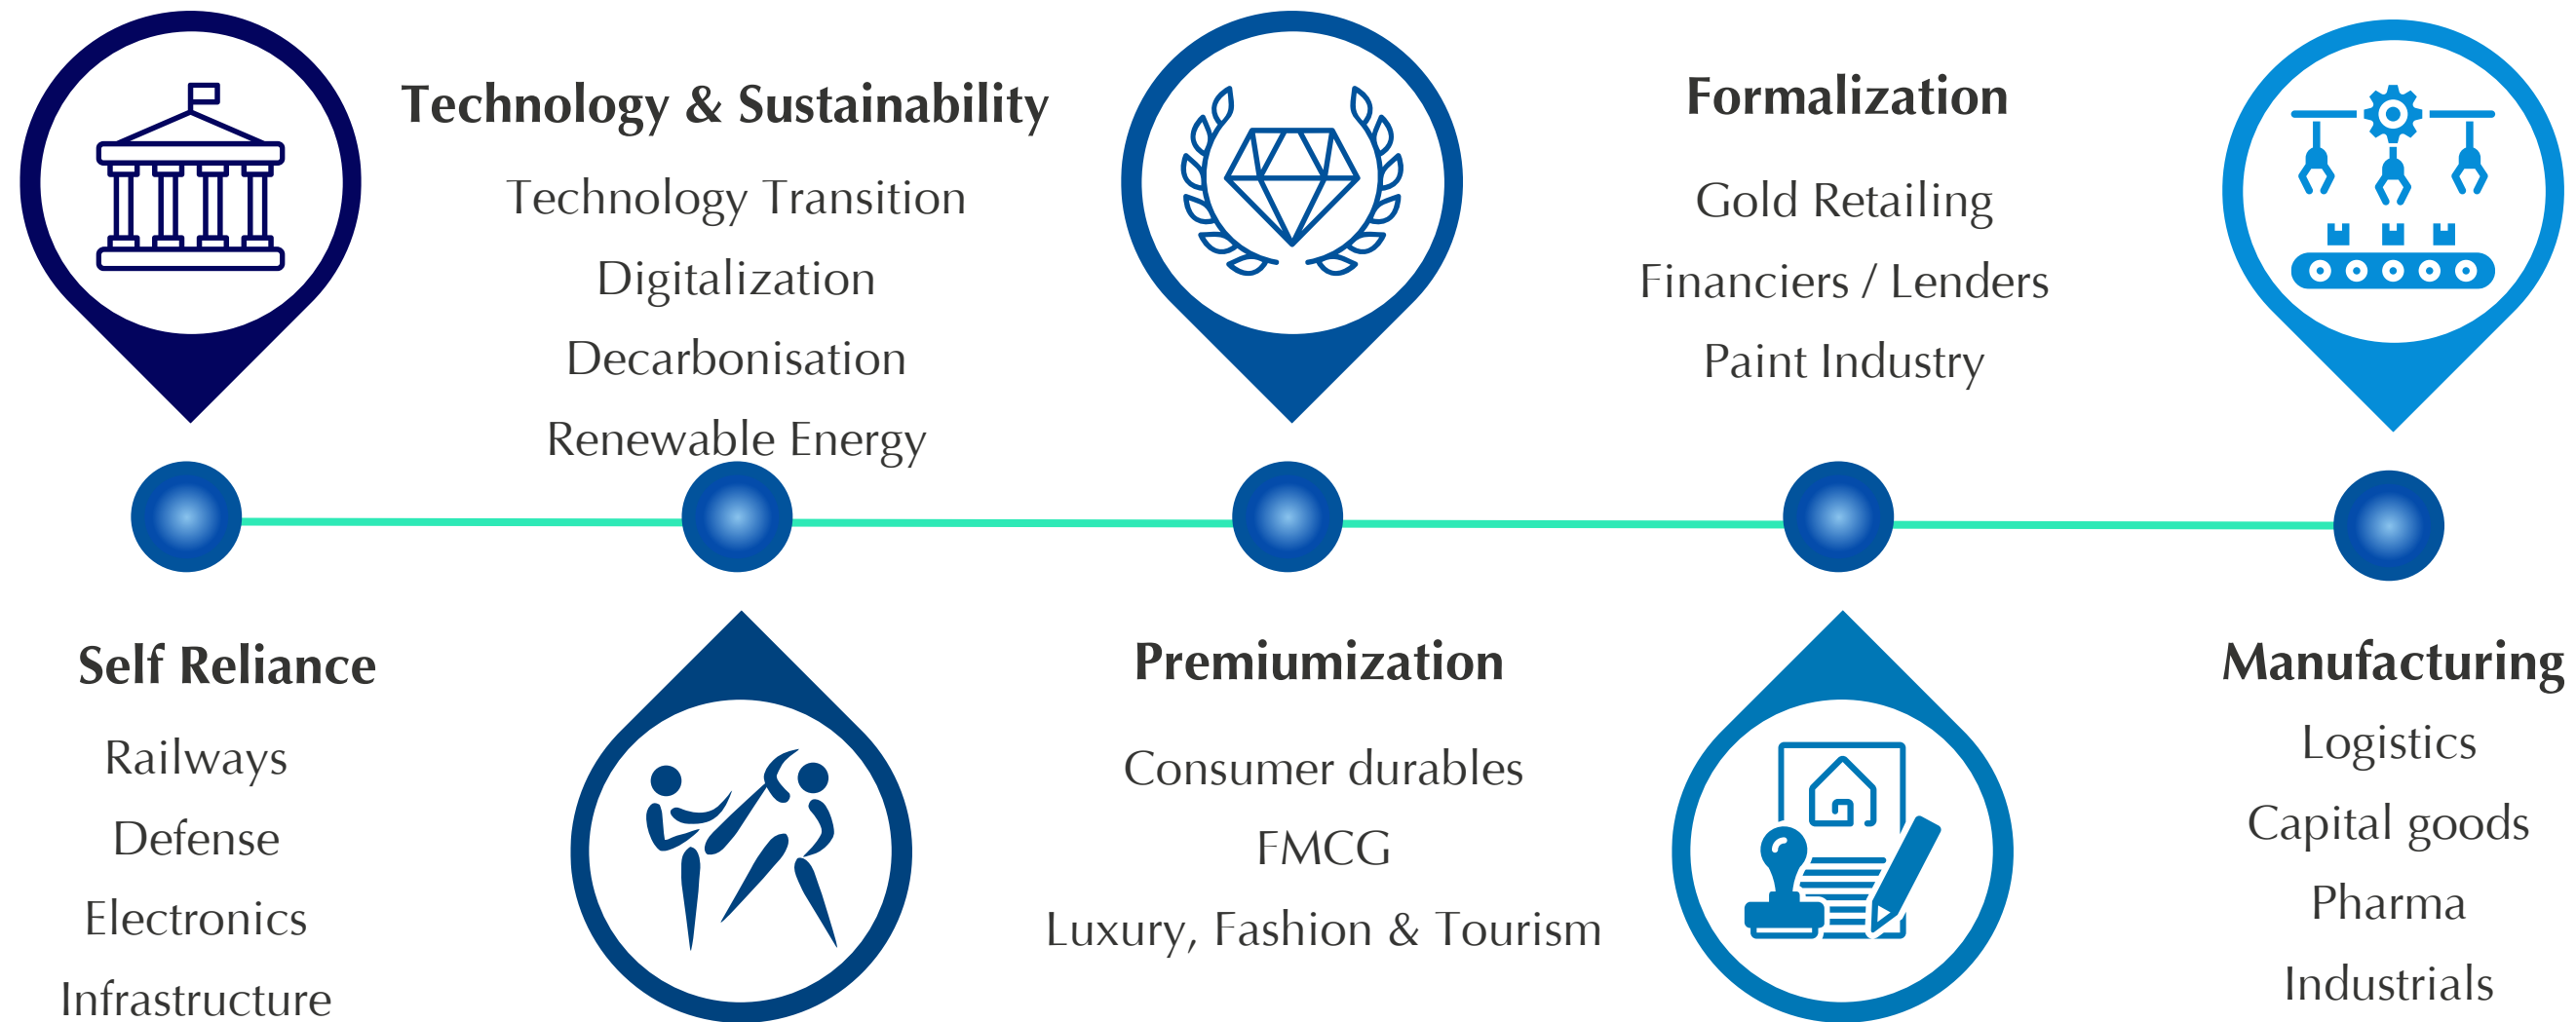 Technology & Sustainability
Technology Transition
Digitalization
Decarbonisation
Renewable Energy
Formalization
Gold Retailing
Financiers / Lenders
Paint Industry
Self Reliance
Railways
Defense
Electronics
Infrastructure
Premiumization
Consumer durables
FMCG
Luxury, Fashion & Tourism
Manufacturing
Logistics
Capital goods
Pharma
Industrials